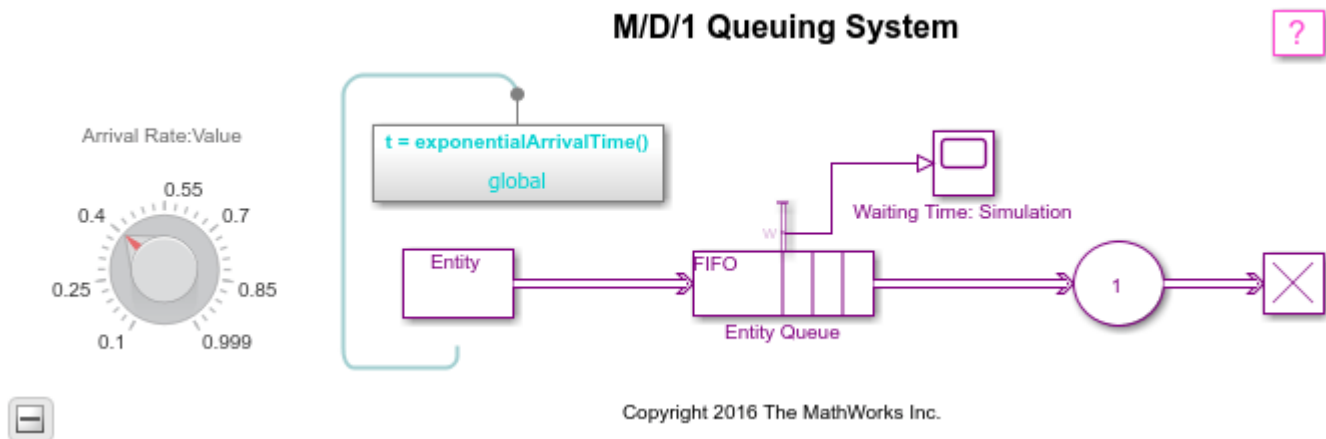 M/D/1 Queuing System
?
Arrival Rate:Value
0.55
0.4
0.7
0.25
0.85
0.1
0.999
t = exponentialArrivalTime()
global
Waiting Time: Simulation
w
Entity
FIFO
Entity Queue
1
Copyright 2016 The MathWorks Inc.